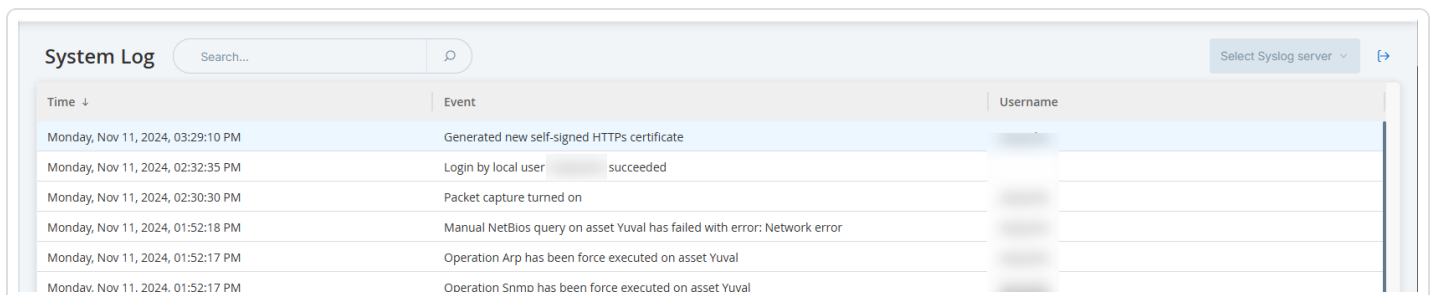 System Log Search... Select Syslog server
Time ↓ Event Username
Monday, Nov 11, 2024, 03:29:10 PM Generated new self-signed HTTPs certificate
Monday, Nov 11, 2024, 02:32:35 PM Login by local user succeeded
Monday, Nov 11, 2024, 02:30:30 PM Packet capture turned on
Monday, Nov 11, 2024, 01:52:18 PM Manual NetBios query on asset Yuval has failed with error: Network error
Monday, Nov 11, 2024, 01:52:17 PM Operation Arp has been force executed on asset Yuval
Monday, Nov 11, 2024, 01:52:17 PM Operation Snmp has been force executed on asset Yuval